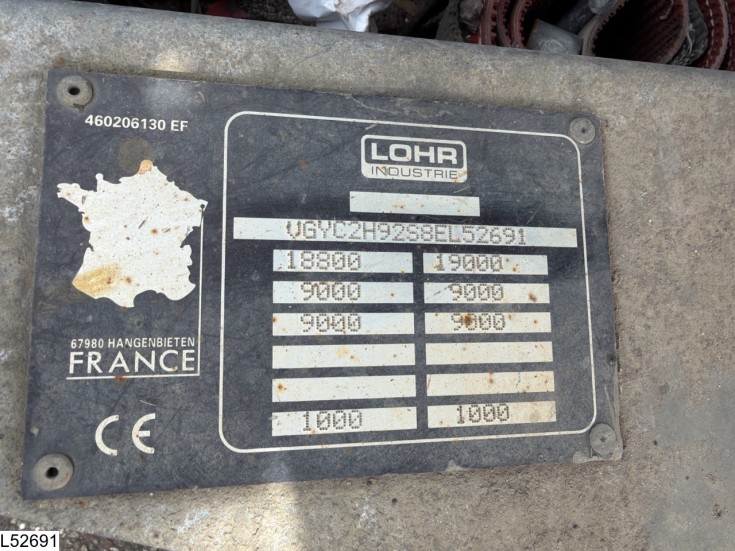 460206130 EF
LOHR
INDUSTRIE
VGYC2H92S8EL52691
18800 19000
9000 9000
9000 9000
1000 1000
67980 HANGENBIETEN
FRANCE
CE
L52691